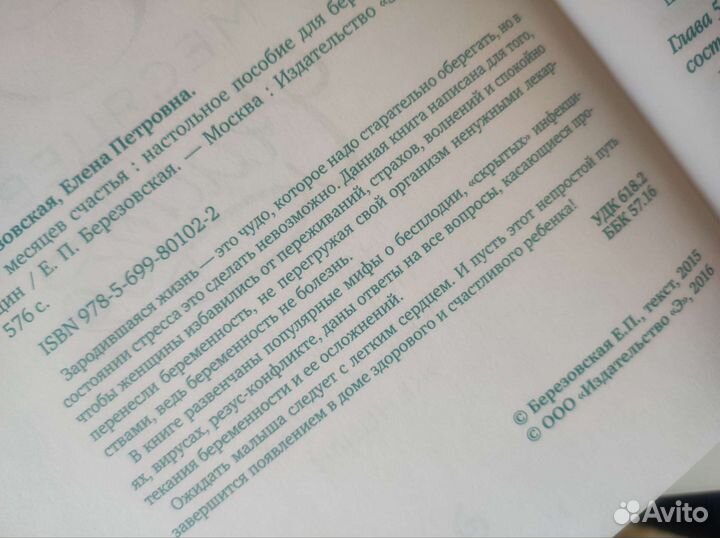 зовская, Елена Петровна.
месяцев счастья : настольное пособие для бер
щин / Е. П. Березовская. — Москва : Издательство «Э
576 с.
ISBN 978-5-699-80102-2
Зародившаяся жизнь — это чудо, которое надо старательно оберегать, но в
состоянии стресса это сделать невозможно. Данная книга написана для того,
чтобы женщины избавились от переживаний, страхов, волнений и спокойно
перенесли беременность, не перегружая свой организм ненужными лекар-
ствами, ведь беременность не болезнь.
В книге развенчаны популярные мифы о бесплодии, «скрытых» инфекци-
ях, вирусах, резус-конфликте, даны ответы на все вопросы, касающиеся про-
текания беременности и ее осложнений.
Ожидать малыша следует с легким сердцем. И пусть этот непростой путь
завершится появлением в доме здорового и счастливого ребенка!
УДК 618.2
ББК 57.16
© Березовская Е.П., текст, 2015
© ООО «Издательство «Э», 2016
Глава 5
сост
Avito